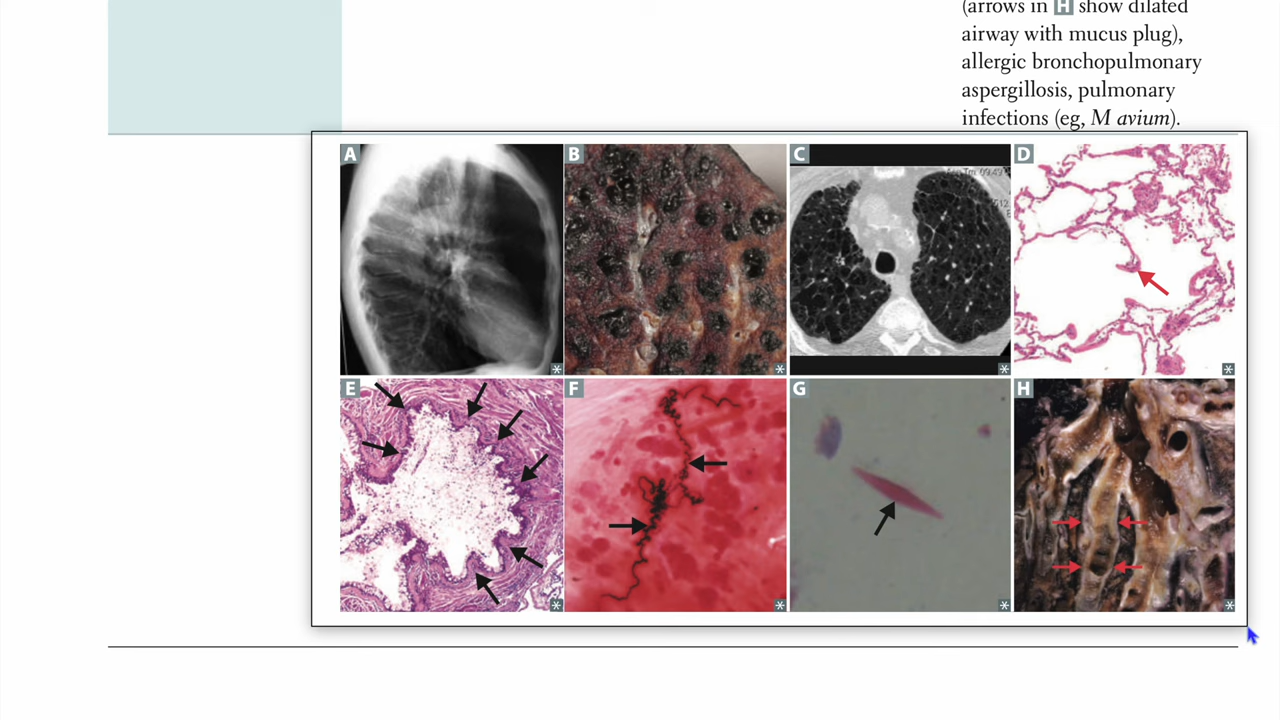 (arrows in H show dilated
airway with mucus plug),
allergic bronchopulmonary
aspergillosis, pulmonary
infections (eg, M avium).
A
B
C
D
E
F
G
H